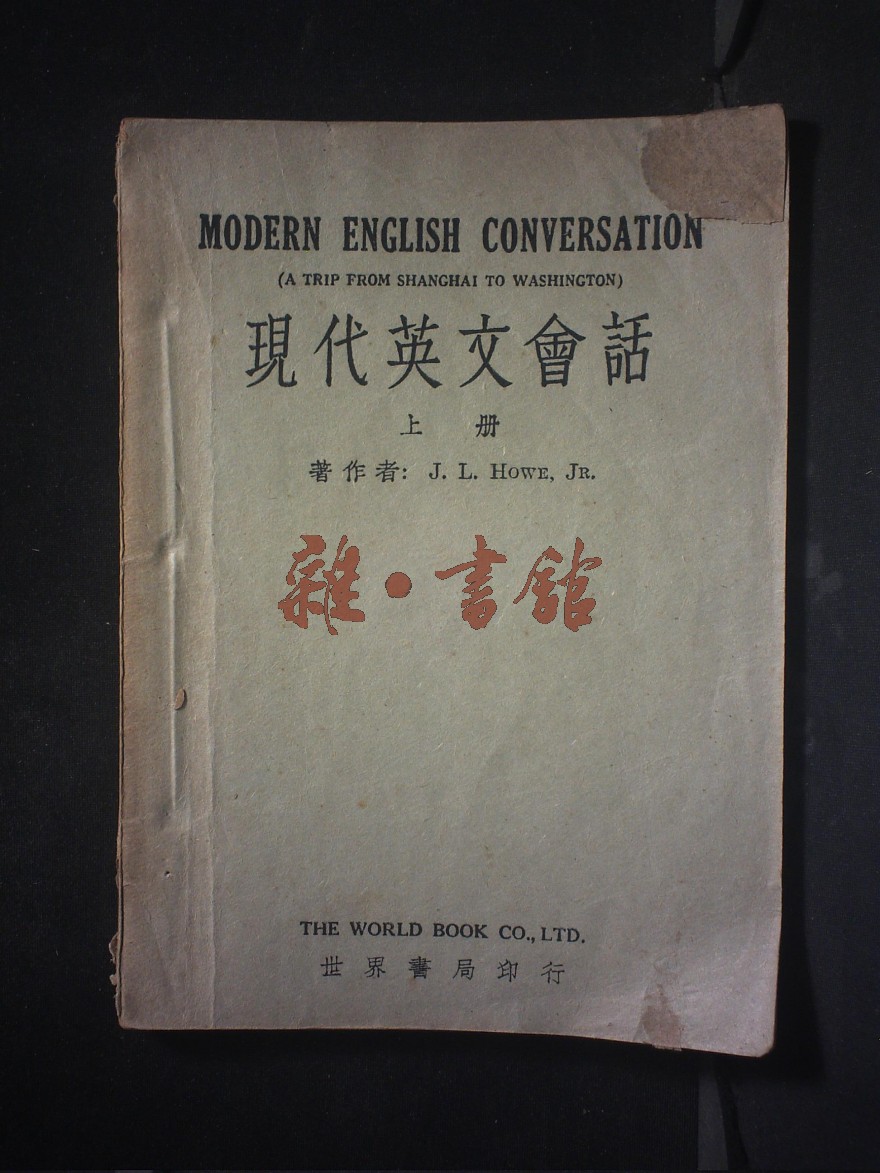 MODERN ENGLISH CONVERSATION
(A TRIP FROM SHANGHAI TO WASHINGTON)
現代英文會話
上册
著作者: J. L. HOWE, JR.
雜·書館
THE WORLD BOOK CO., LTD.
世界書局印行